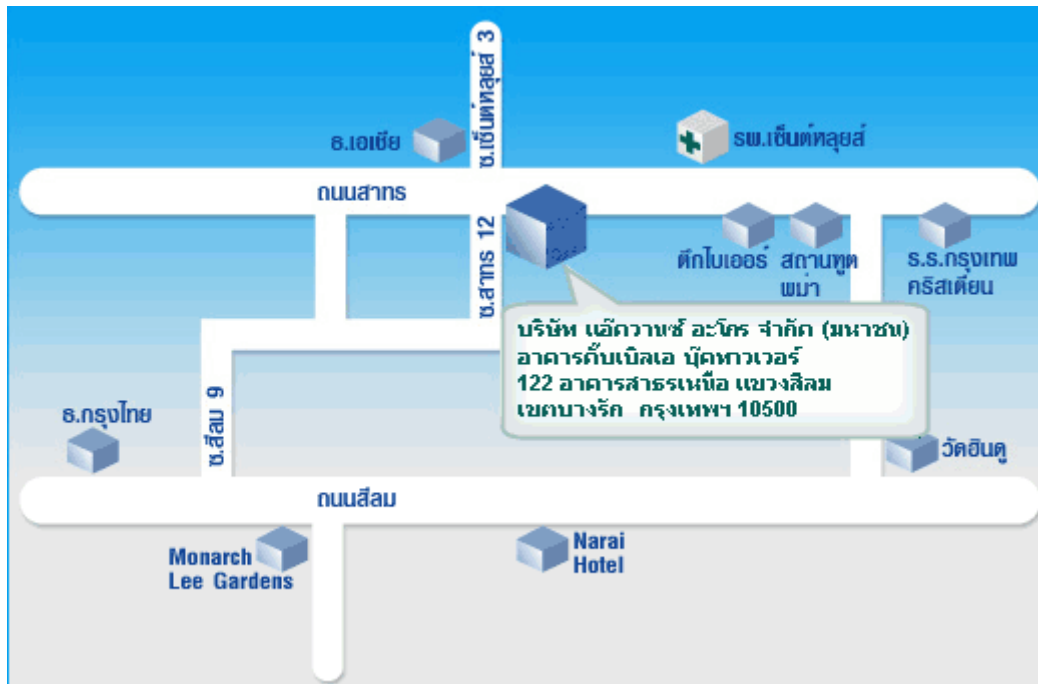 ซ.เซ็นต์หลุยส์ 3
ธ.เอเชีย
รพ.เซ็นต์หลุยส์
ถนนสาทร
ซ.สาทร 12
ตึกไบเออร์
สถานทูต
พม่า
ร.ร.กรุงเทพ
คริสเตียน
บริษัท แอ๊ดวานซ์ อะโกร จำกัด (มหาชน)
อาคารดั๊บเบิลเอ บุ๊คทาวเวอร์
122 อาคารสาธรเหนือ แขวงสีลม
เขตบางรัก กรุงเทพฯ 10500
ธ.กรุงไทย
ซ.สีลม 9
วัดฮินดู
ถนนสีลม
Monarch
Lee Gardens
Narai
Hotel